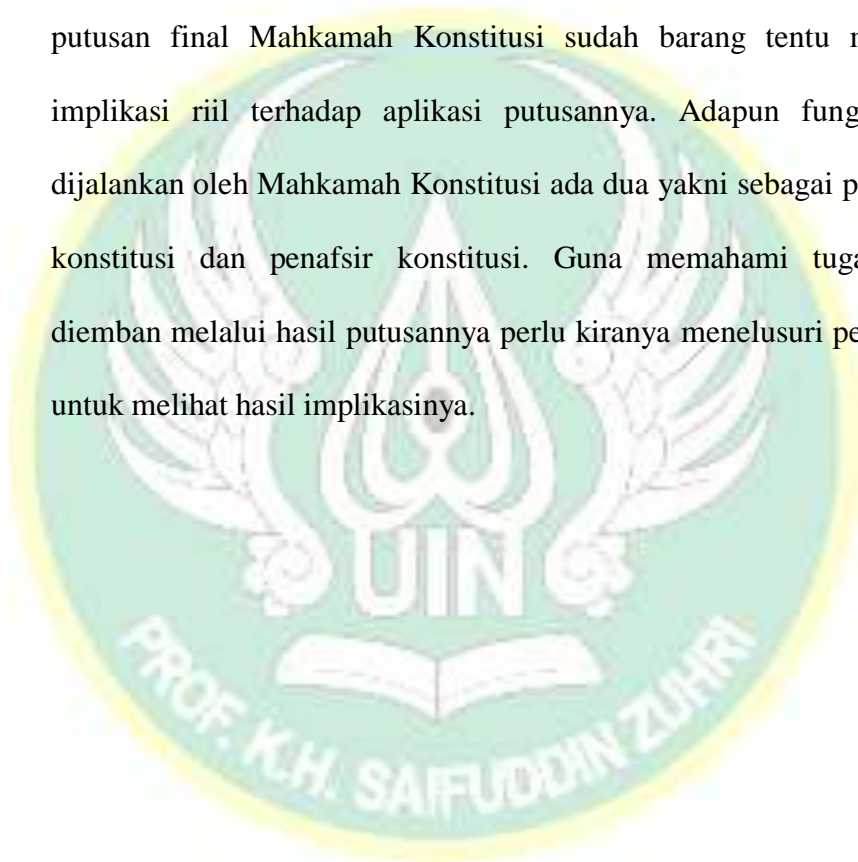 putusan final Mahkamah Konstitusi sudah barang tentu
implikasi riil terhadap aplikasi putusannya. Adapun
dijalankan oleh Mahkamah Konstitusi ada dua yakni sebagai
konstitusi dan penafsir konstitusi. Guna memahami
diemban melalui hasil putusannya perlu kiranya menelusuri
untuk melihat hasil implikasinya.
UIN
PROF. K.H. SAIFUDDIN ZUHRI